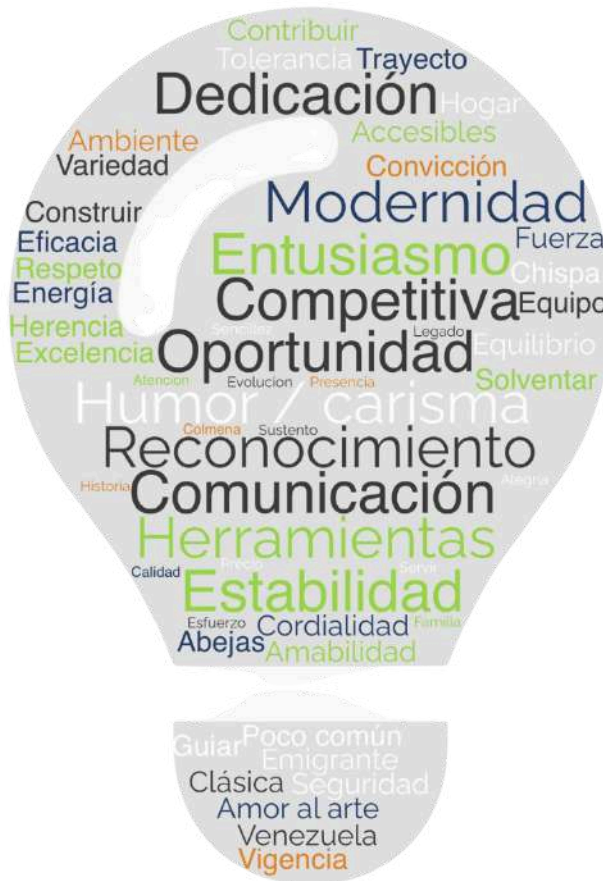 Contribuir
Tolerancia Trayecto
Dedicación Hogar
Ambiente Accesibles
Variedad Convicción
Construir Modernidad
Eficacia Entusiasmo Fuerza
Respeto Chispa
Energía Competitiva Equipo
Herencia Sencillez Legado
Excelencia Oportunidad Equilibrio
Atencion Evolucion Presencia Solventar
Humor / carisma
Colmena Sustento
Reconocimiento
Historia Comunicación Alegria
Herramientas
Calidad Precio Servir
Estabilidad
Esfuerzo Cordialidad Familia
Abejas Amabilidad
Guiar Poco común
Emigrante
Clásica Seguridad
Amor al arte
Venezuela
Vigencia